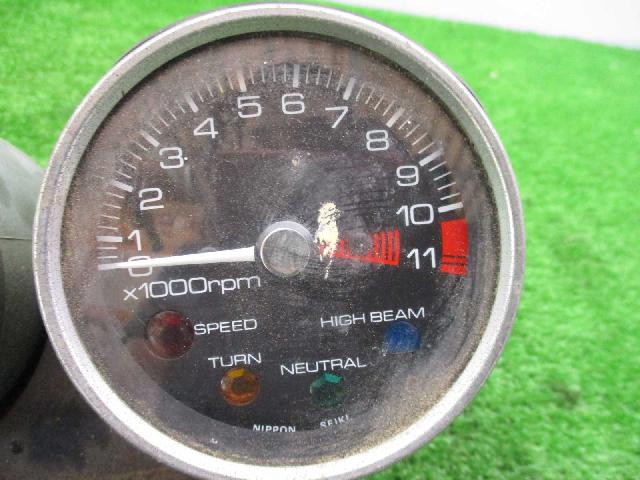 0
1
2
3
4
5
6
7
8
9
10
11
x1000rpm
SPEED
HIGH BEAM
TURN
NEUTRAL
NIPPON SEIKI